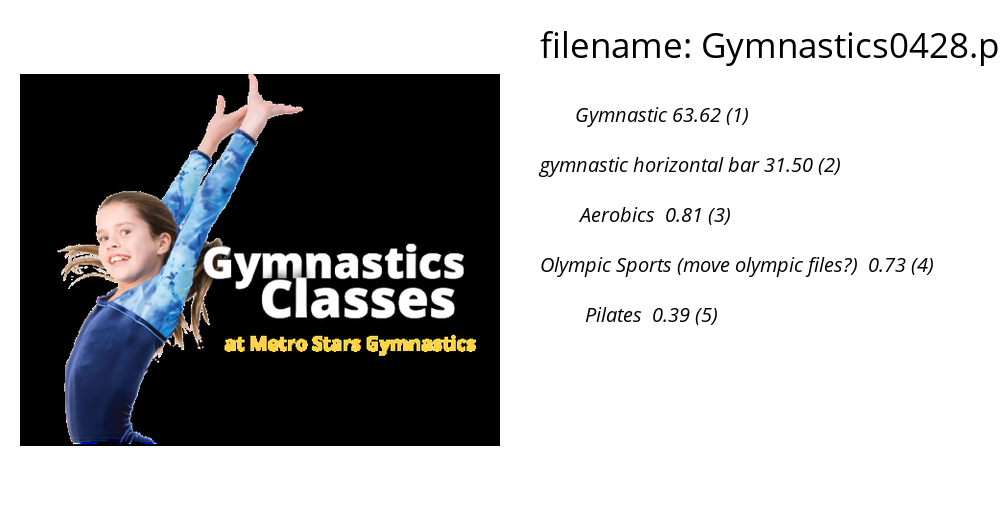 filename: Gymnastics0428.p
Gymnastic 63.62 (1)
gymnastic horizontal bar 31.50 (2)
Aerobics 0.81 (3)
Olympic Sports (move olympic files?) 0.73 (4)
Pilates 0.39 (5)
Gymnastics
Classes
at Metro Stars Gymnastics